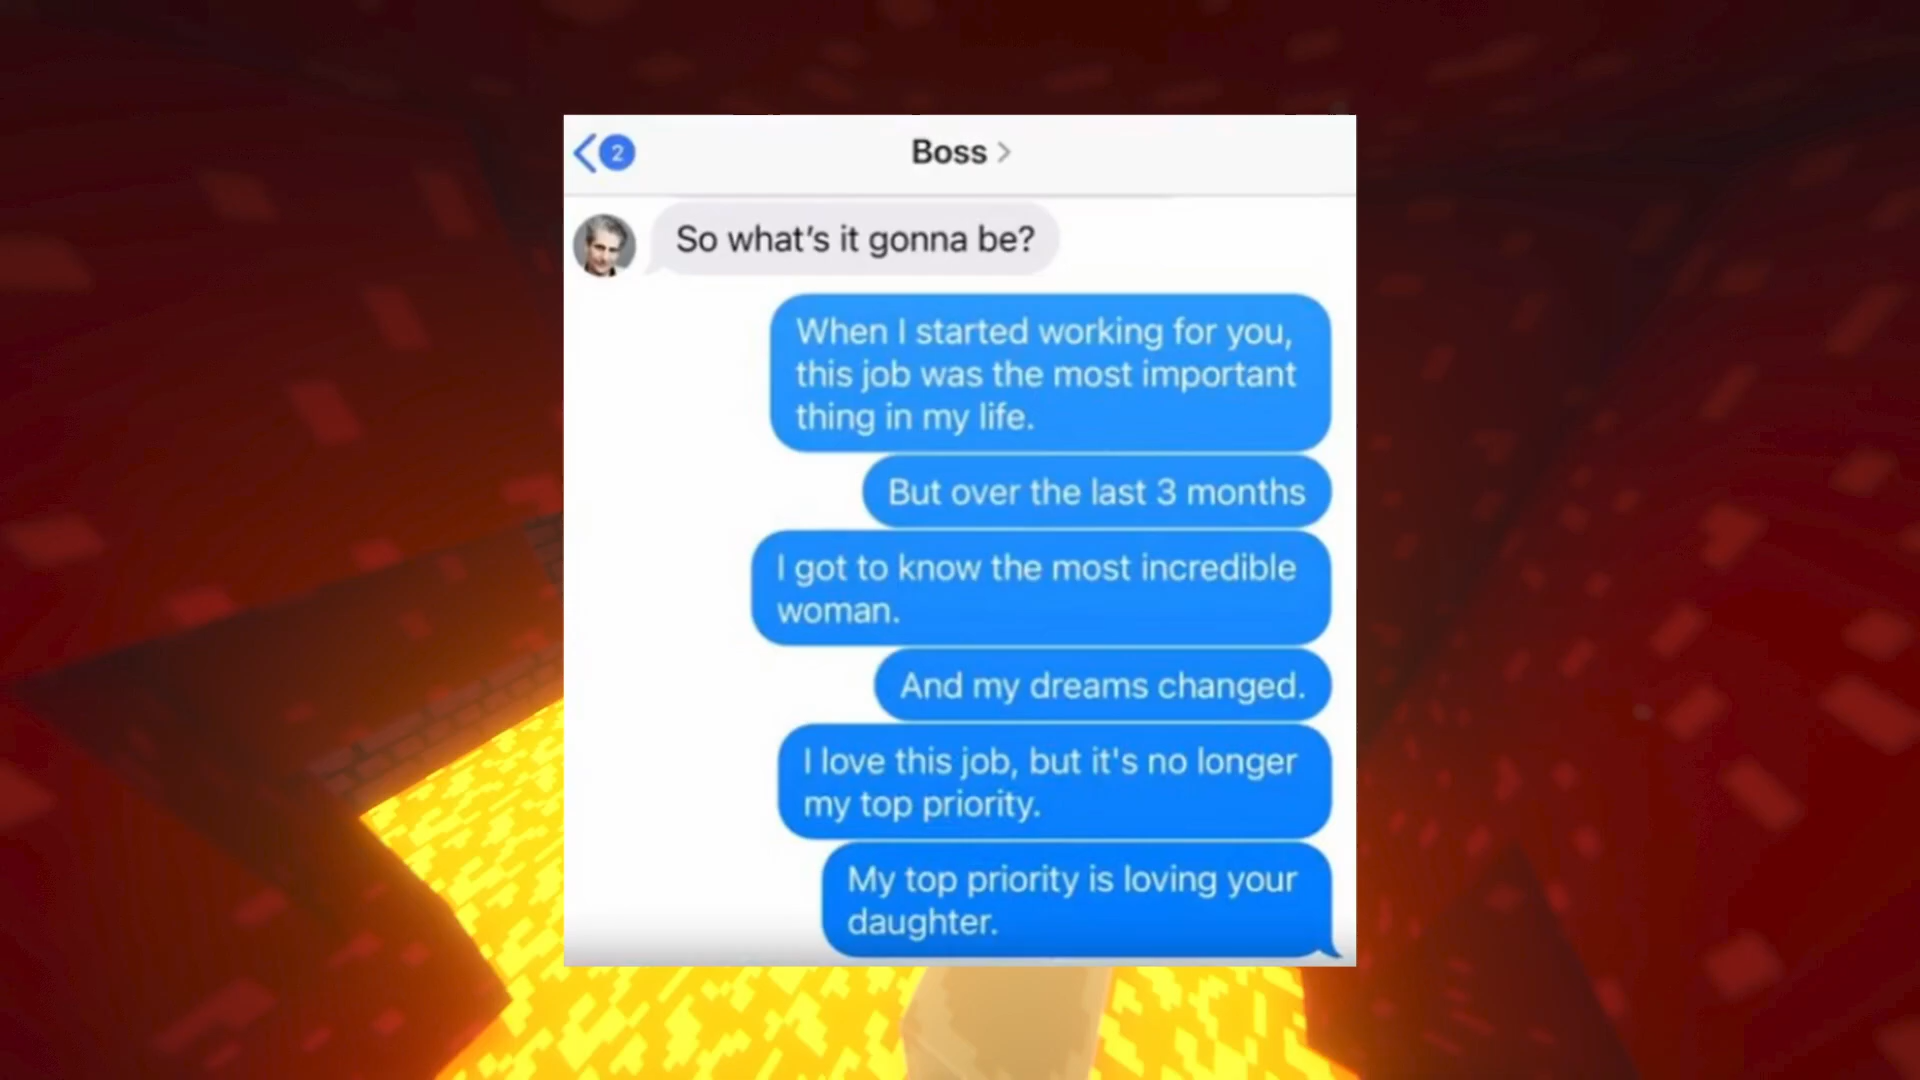 2
Boss
So what's it gonna be?
When I started working for you,
this job was the most important
thing in my life.
But over the last 3 months
I got to know the most incredible
woman.
And my dreams changed.
I love this job, but it's no longer
my top priority.
My top priority is loving your
daughter.